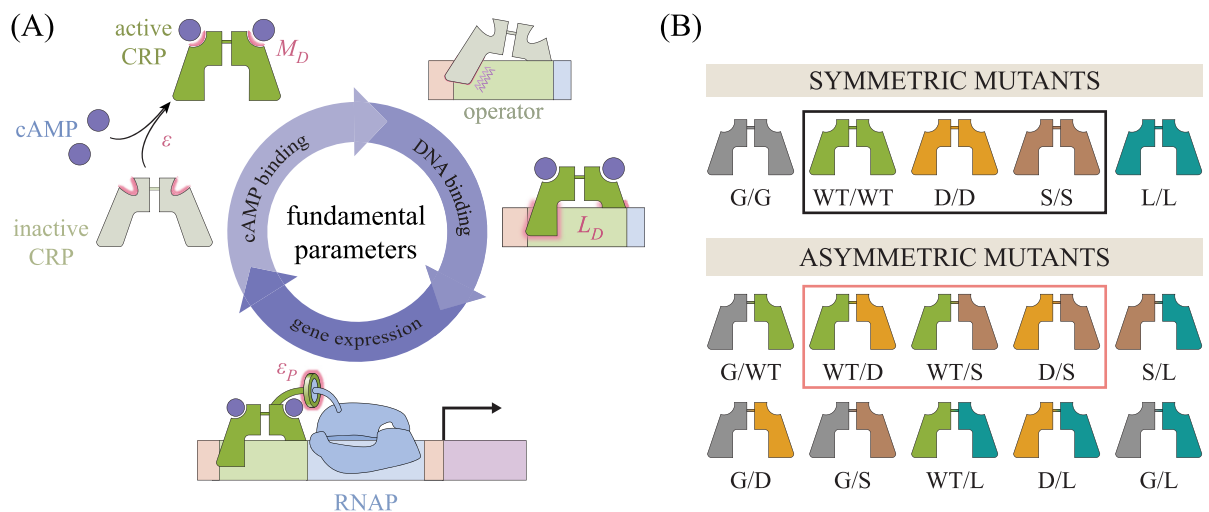 (A)
active
CRP
M_D
cAMP
ε
inactive
CRP
operator
cAMP binding
DNA binding
gene expression
fundamental
parameters
L_D
ε_P
RNAP
(B)
SYMMETRIC MUTANTS
G/G WT/WT D/D S/S L/L
ASYMMETRIC MUTANTS
G/WT WT/D WT/S D/S S/L
G/D G/S WT/L D/L G/L